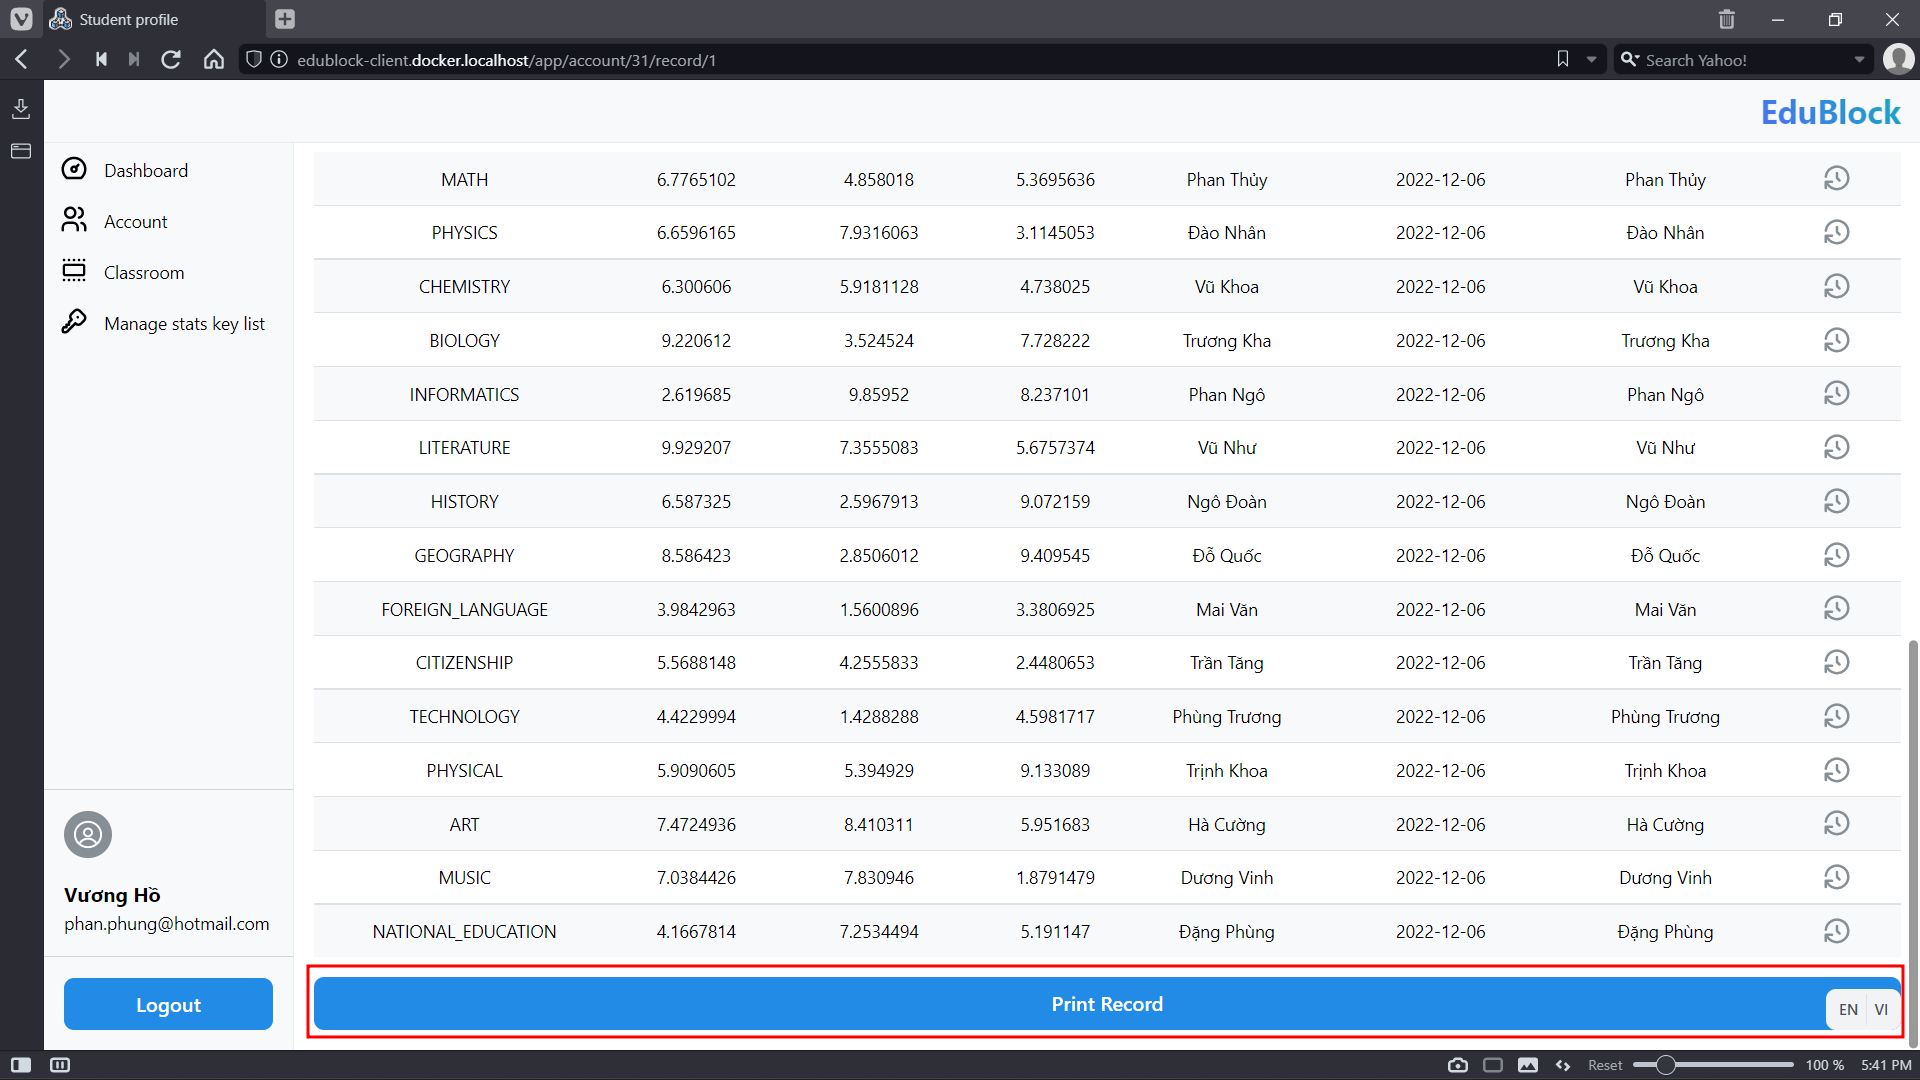 Student profile
edublock-client.docker.localhost/app/account/31/record/1
Search Yahoo!
EduBlock
Dashboard
Account
Classroom
Manage stats key list
MATH 6.7765102 4.858018 5.3695636 Phan Thủy 2022-12-06 Phan Thủy
PHYSICS 6.6596165 7.9316063 3.1145053 Đào Nhân 2022-12-06 Đào Nhân
CHEMISTRY 6.300606 5.9181128 4.738025 Vũ Khoa 2022-12-06 Vũ Khoa
BIOLOGY 9.220612 3.524524 7.728222 Trương Kha 2022-12-06 Trương Kha
INFORMATICS 2.619685 9.85952 8.237101 Phan Ngô 2022-12-06 Phan Ngô
LITERATURE 9.929207 7.3555083 5.6757374 Vũ Như 2022-12-06 Vũ Như
HISTORY 6.587325 2.5967913 9.072159 Ngô Đoàn 2022-12-06 Ngô Đoàn
GEOGRAPHY 8.586423 2.8506012 9.409545 Đỗ Quốc 2022-12-06 Đỗ Quốc
FOREIGN_LANGUAGE 3.9842963 1.5600896 3.3806925 Mai Văn 2022-12-06 Mai Văn
CITIZENSHIP 5.5688148 4.2555833 2.4480653 Trần Tăng 2022-12-06 Trần Tăng
TECHNOLOGY 4.4229994 1.4288288 4.5981717 Phùng Trương 2022-12-06 Phùng Trương
PHYSICAL 5.9090605 5.394929 9.133089 Trịnh Khoa 2022-12-06 Trịnh Khoa
ART 7.4724936 8.410311 5.951683 Hà Cường 2022-12-06 Hà Cường
MUSIC 7.0384426 7.830946 1.8791479 Dương Vinh 2022-12-06 Dương Vinh
NATIONAL_EDUCATION 4.1667814 7.2534494 5.191147 Đặng Phùng 2022-12-06 Đặng Phùng
Vương Hồ
phan.phung@hotmail.com
Logout
Print Record
EN VI
Reset 100 % 5:41 PM